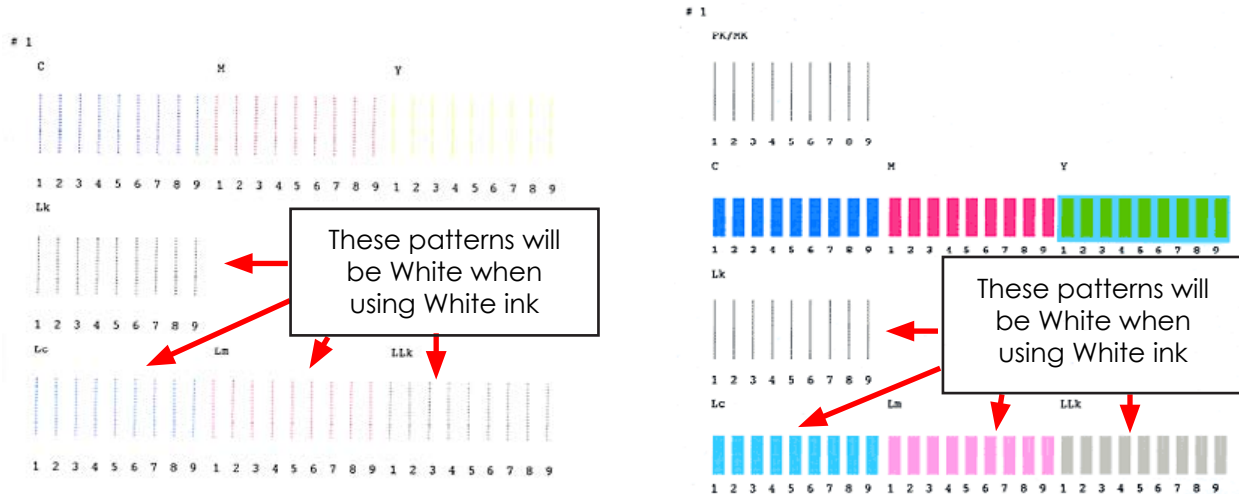 # 1
C M Y
1 2 3 4 5 6 7 8 9 1 2 3 4 5 6 7 8 9 1 2 3 4 5 6 7 8 9
Lk
These patterns will
be White when
using White ink
1 2 3 4 5 6 7 8 9
Lc Lm LLk
1 2 3 4 5 6 7 8 9 1 2 3 4 5 6 7 8 9 1 2 3 4 5 6 7 8 9
# 1
PK/MK
1 2 3 4 5 6 7 8 9
C M Y
1 2 3 4 5 6 7 8 9 1 2 3 4 5 6 7 8 9 1 2 3 4 5 6 7 8 9
Lk
These patterns will
be White when
using White ink
1 2 3 4 5 6 7 8 9
Lc Lm LLk
1 2 3 4 5 6 7 8 9 1 2 3 4 5 6 7 8 9 1 2 3 4 5 6 7 8 9